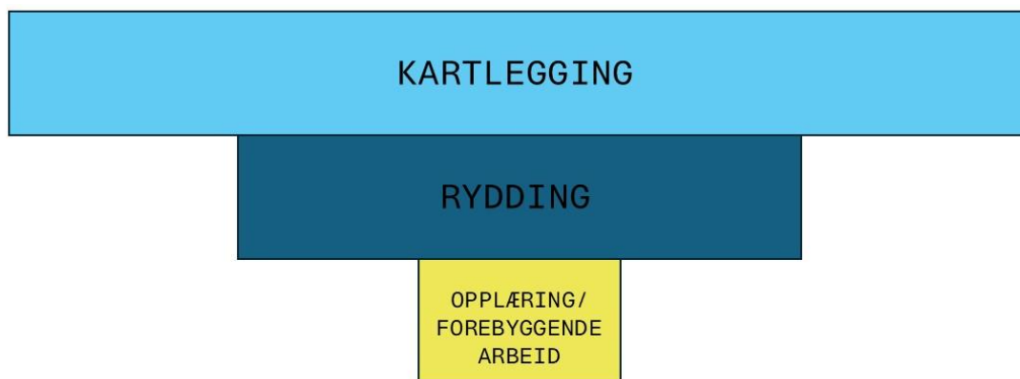 KARTLEGGING
RYDDING
OPPLÆRING/
FOREBYGGENDE
ARBEID